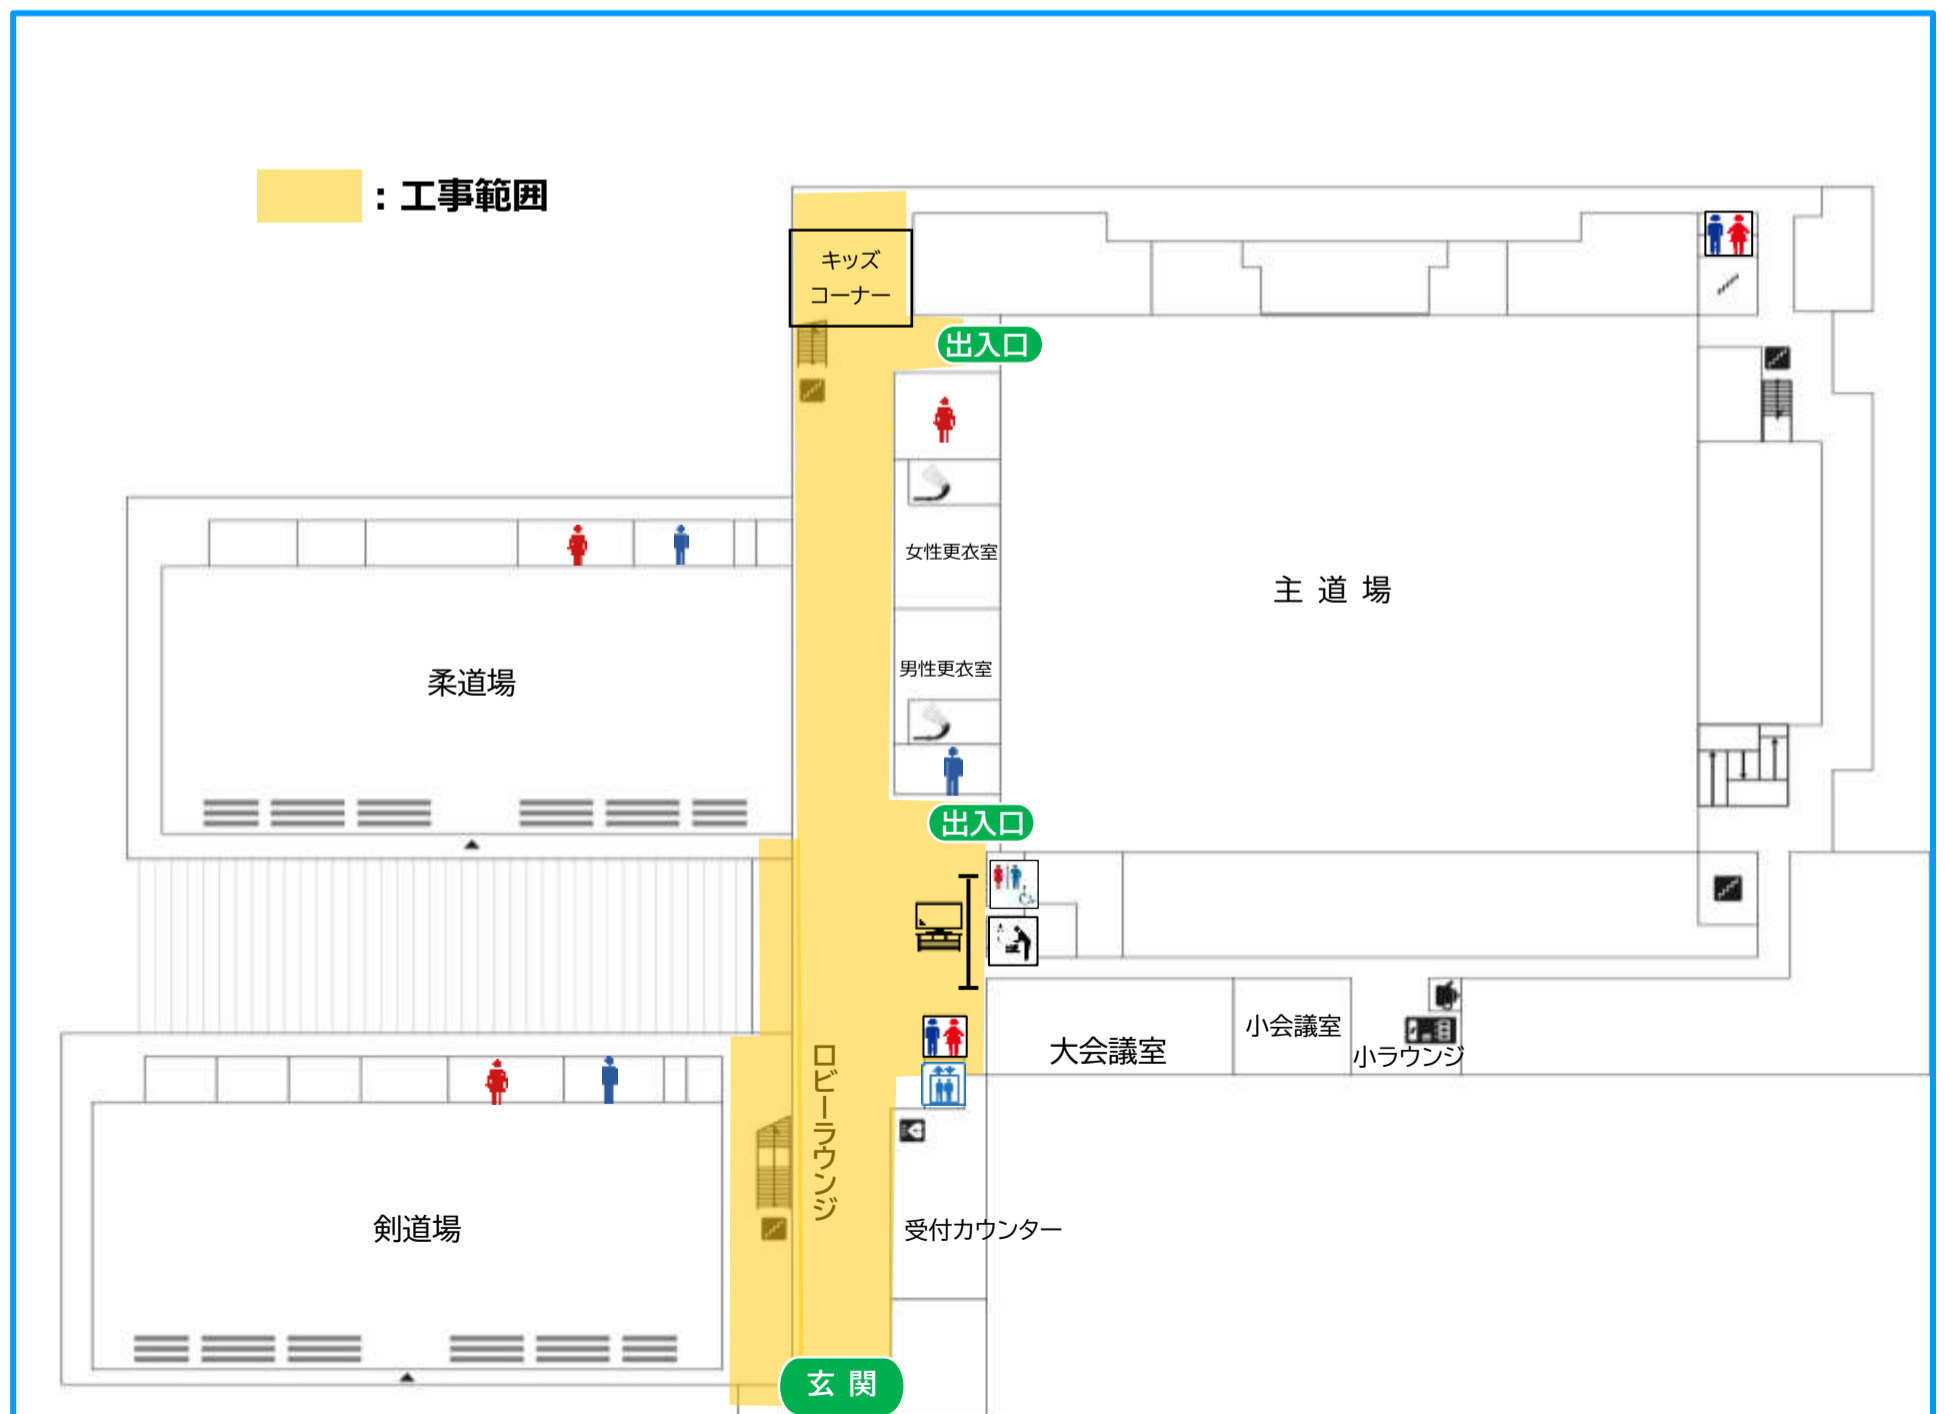 ：工事範囲
キッズ
コーナー
出入口
女性更衣室
主 道 場
男性更衣室
柔道場
出入口
小会議室
大会議室
小ラウンジ
ロビーラウンジ
剣道場
受付カウンター
玄 関